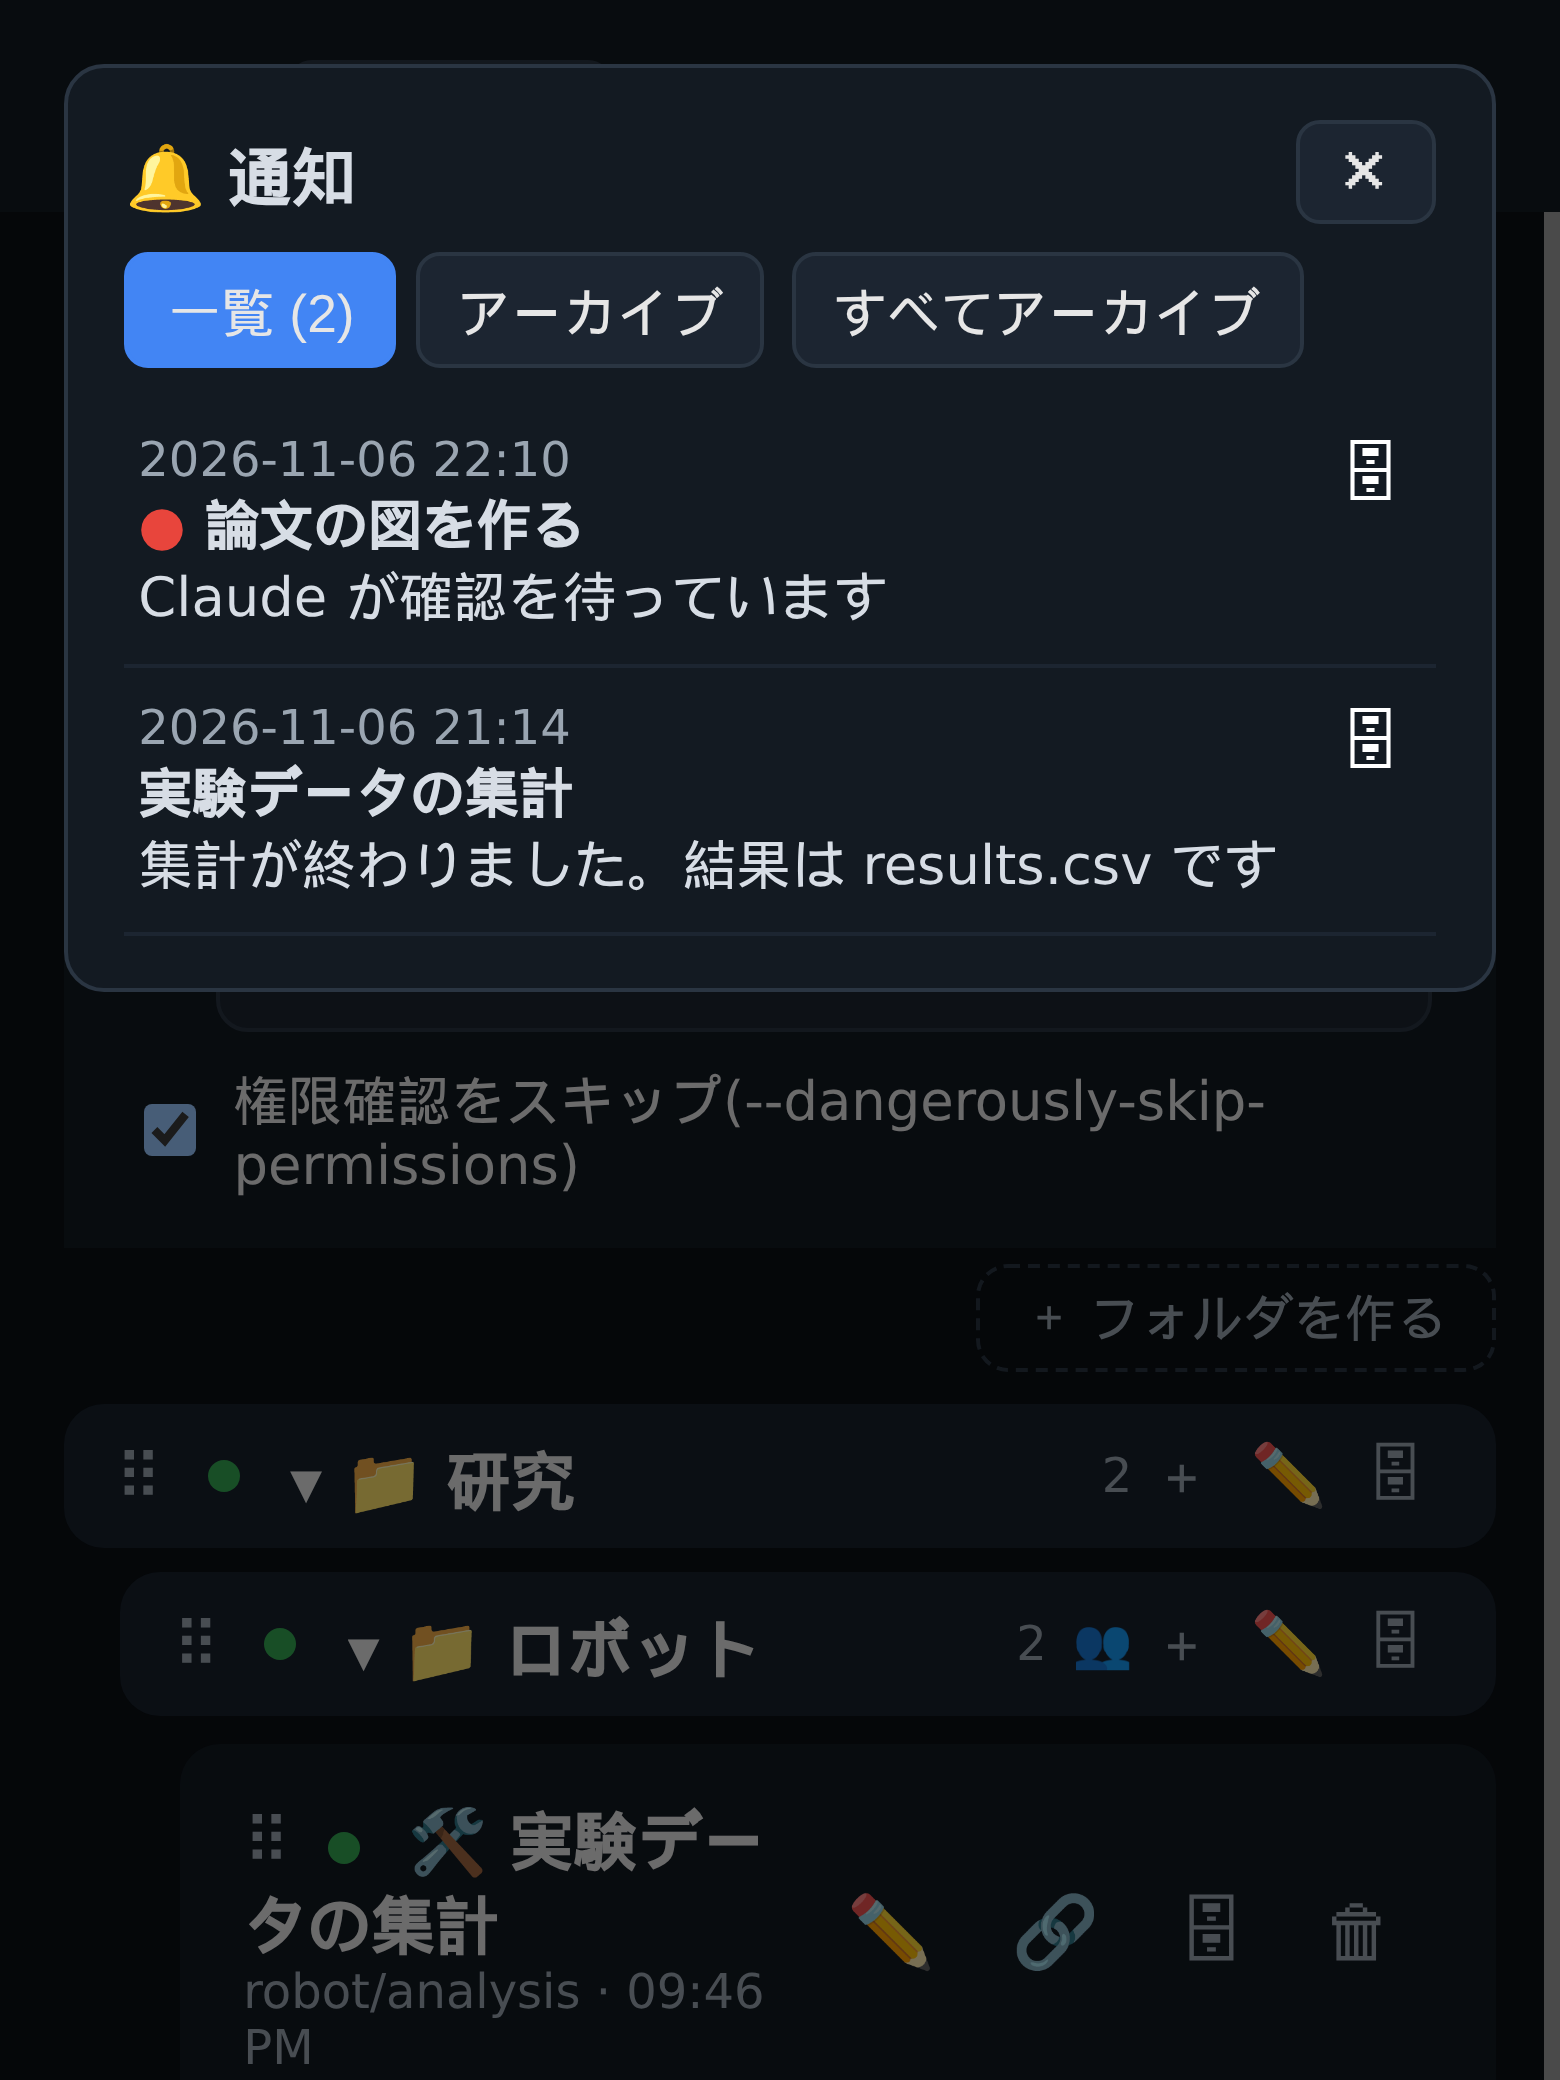 🔔 通知
✕
一覧 (2)
アーカイブ
すべてアーカイブ
2026-11-06 22:10
🔴 論文の図を作る
Claude が確認を待っています
2026-11-06 21:14
実験データの集計
集計が終わりました。結果は results.csv です
権限確認をスキップ(--dangerously-skip-
permissions)
+ フォルダを作る
▼ 📁 研究
2 +
▼ 📁 ロボット
2 👥 +
🛠️ 実験デー
タの集計
robot/analysis · 09:46
PM